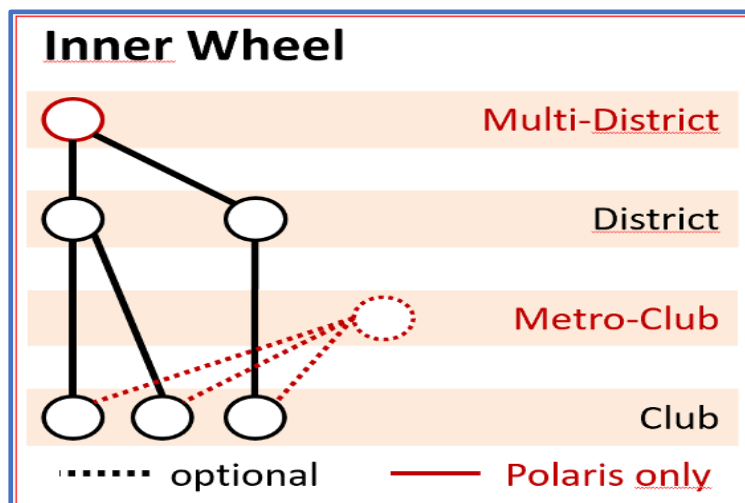 Inner Wheel
Multi-District
District
Metro-Club
Club
optional
Polaris only